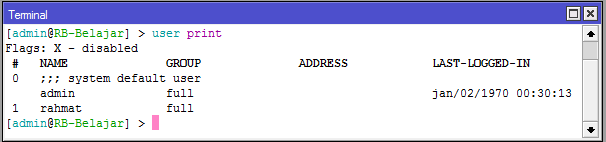 Terminal
[admin@RB-Belajar] > user print
Flags: X - disabled
# NAME GROUP ADDRESS LAST-LOGGED-IN
0 ;;; system default user
admin full jan/02/1970 00:30:13
1 rahmat full
[admin@RB-Belajar] >